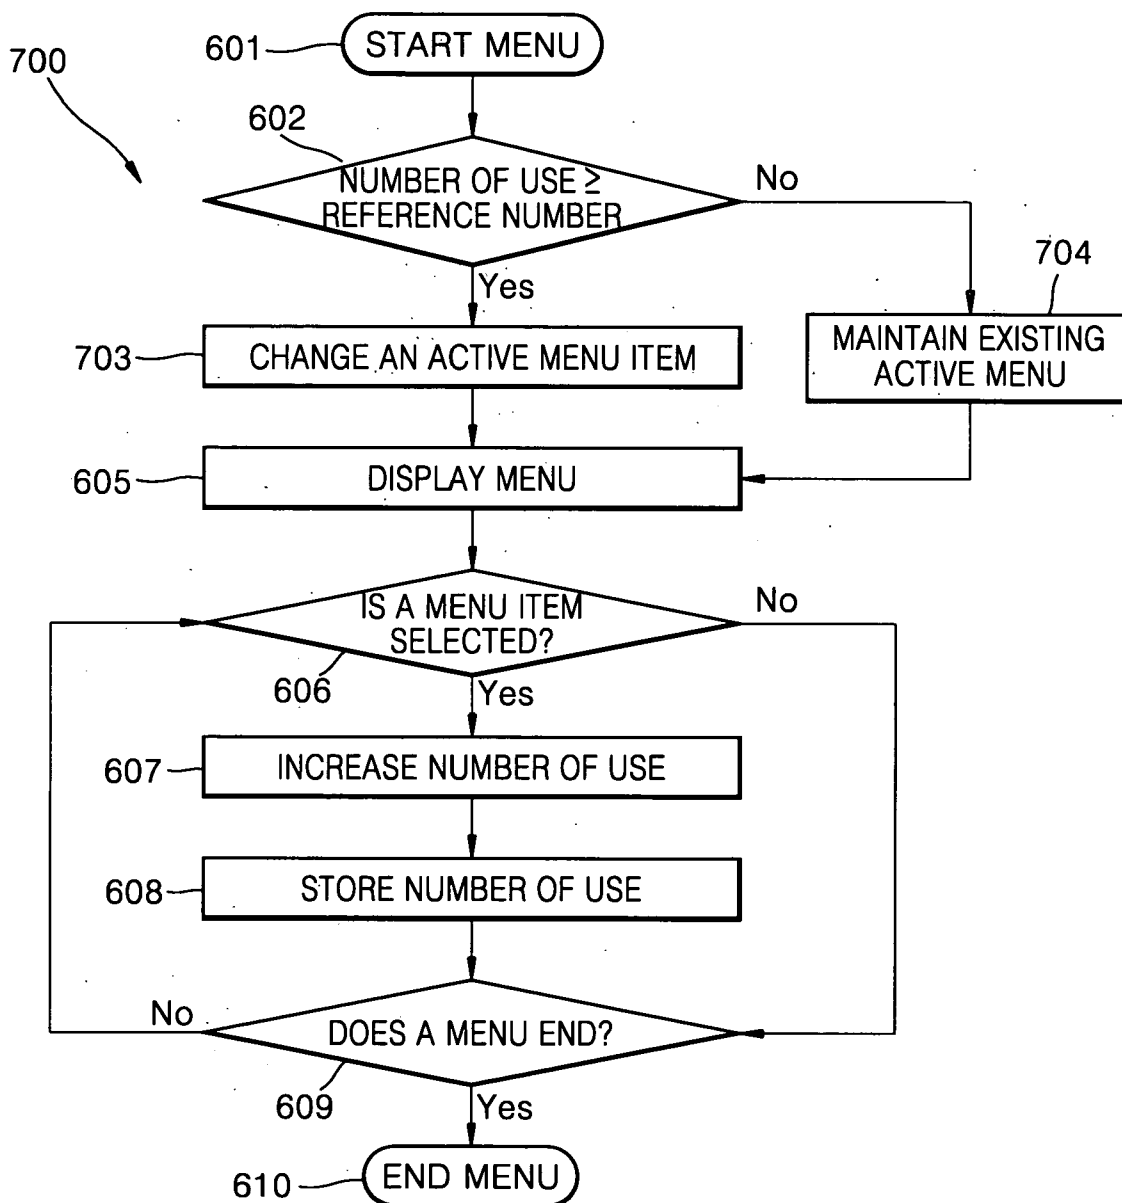 700
601
START MENU
602
NUMBER OF USE ≥
REFERENCE NUMBER
No
Yes
704
MAINTAIN EXISTING
ACTIVE MENU
703
CHANGE AN ACTIVE MENU ITEM
605
DISPLAY MENU
IS A MENU ITEM
SELECTED?
No
606
Yes
607
INCREASE NUMBER OF USE
608
STORE NUMBER OF USE
No
DOES A MENU END?
609
Yes
610
END MENU